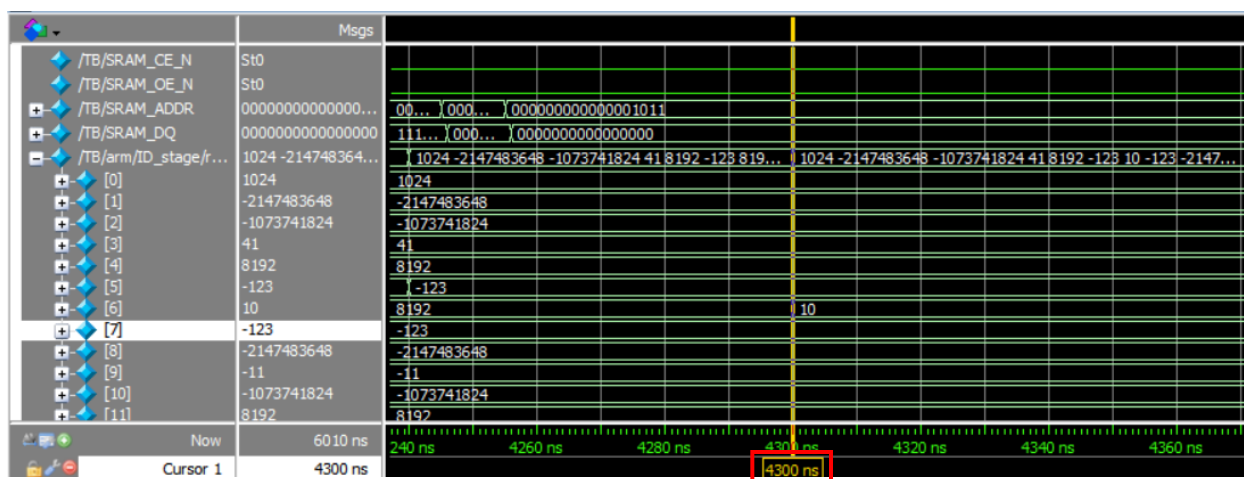 Msgs
/TB/SRAM_CE_N St0
/TB/SRAM_OE_N St0
/TB/SRAM_ADDR 00000000000000... 00... 000... 000000000000001011
/TB/SRAM_DQ 0000000000000000 111... 000... 0000000000000000
/TB/arm/ID_stage/r... 1024 -214748364... 1024 -2147483648 -1073741824 41 8192 -123 819... 1024 -2147483648 -1073741824 41 8192 -123 10 -123 -2147...
[0] 1024 1024
[1] -2147483648 -2147483648
[2] -1073741824 -1073741824
[3] 41 41
[4] 8192 8192
[5] -123 -123
[6] 10 8192 10
[7] -123 -123
[8] -2147483648 -2147483648
[9] -11 -11
[10] -1073741824 -1073741824
[11] 8192 8192
Now 6010 ns 240 ns 4260 ns 4280 ns 4300 ns 4320 ns 4340 ns 4360 ns
Cursor 1 4300 ns 4300 ns